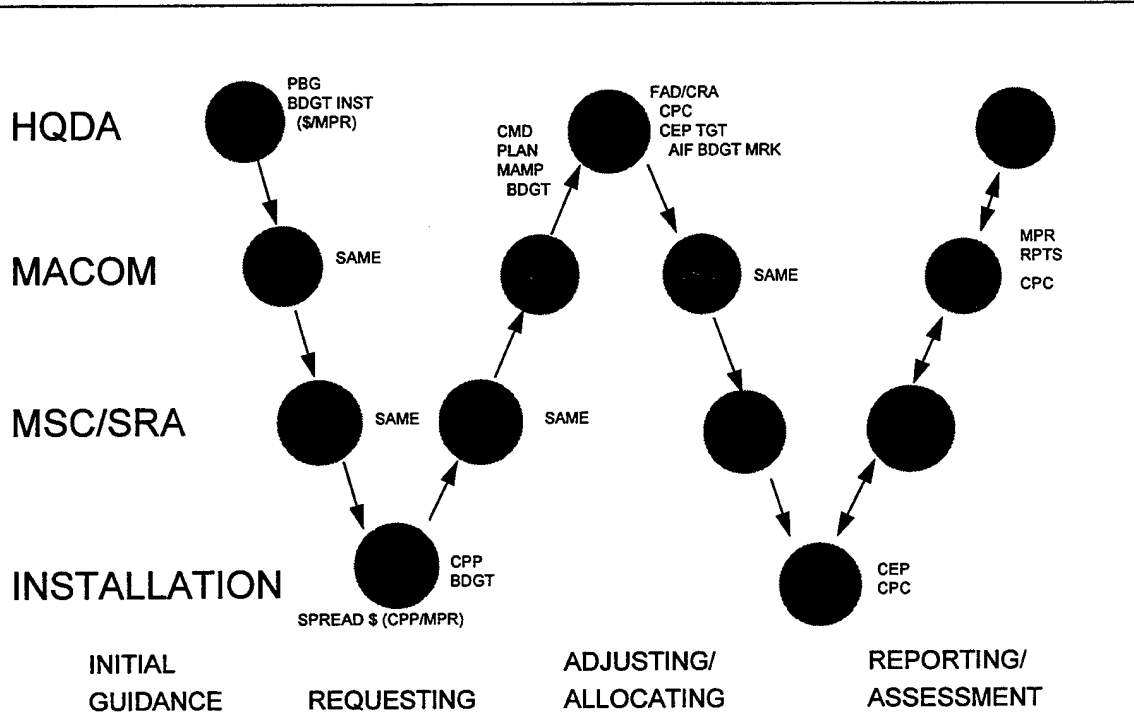 HQDA
PBG
BDGT INST
($/MPR)
CMD
PLAN
MAMP
BDGT
FAD/CRA
CPC
CEP TGT
AIF BDGT MRK
MACOM
SAME
SAME
MPR
RPTS
CPC
MSC/SRA
SAME
SAME
INSTALLATION
CPP
BDGT
SPREAD $ (CPP/MPR)
CEP
CPC
INITIAL
GUIDANCE
REQUESTING
ADJUSTING/
ALLOCATING
REPORTING/
ASSESSMENT